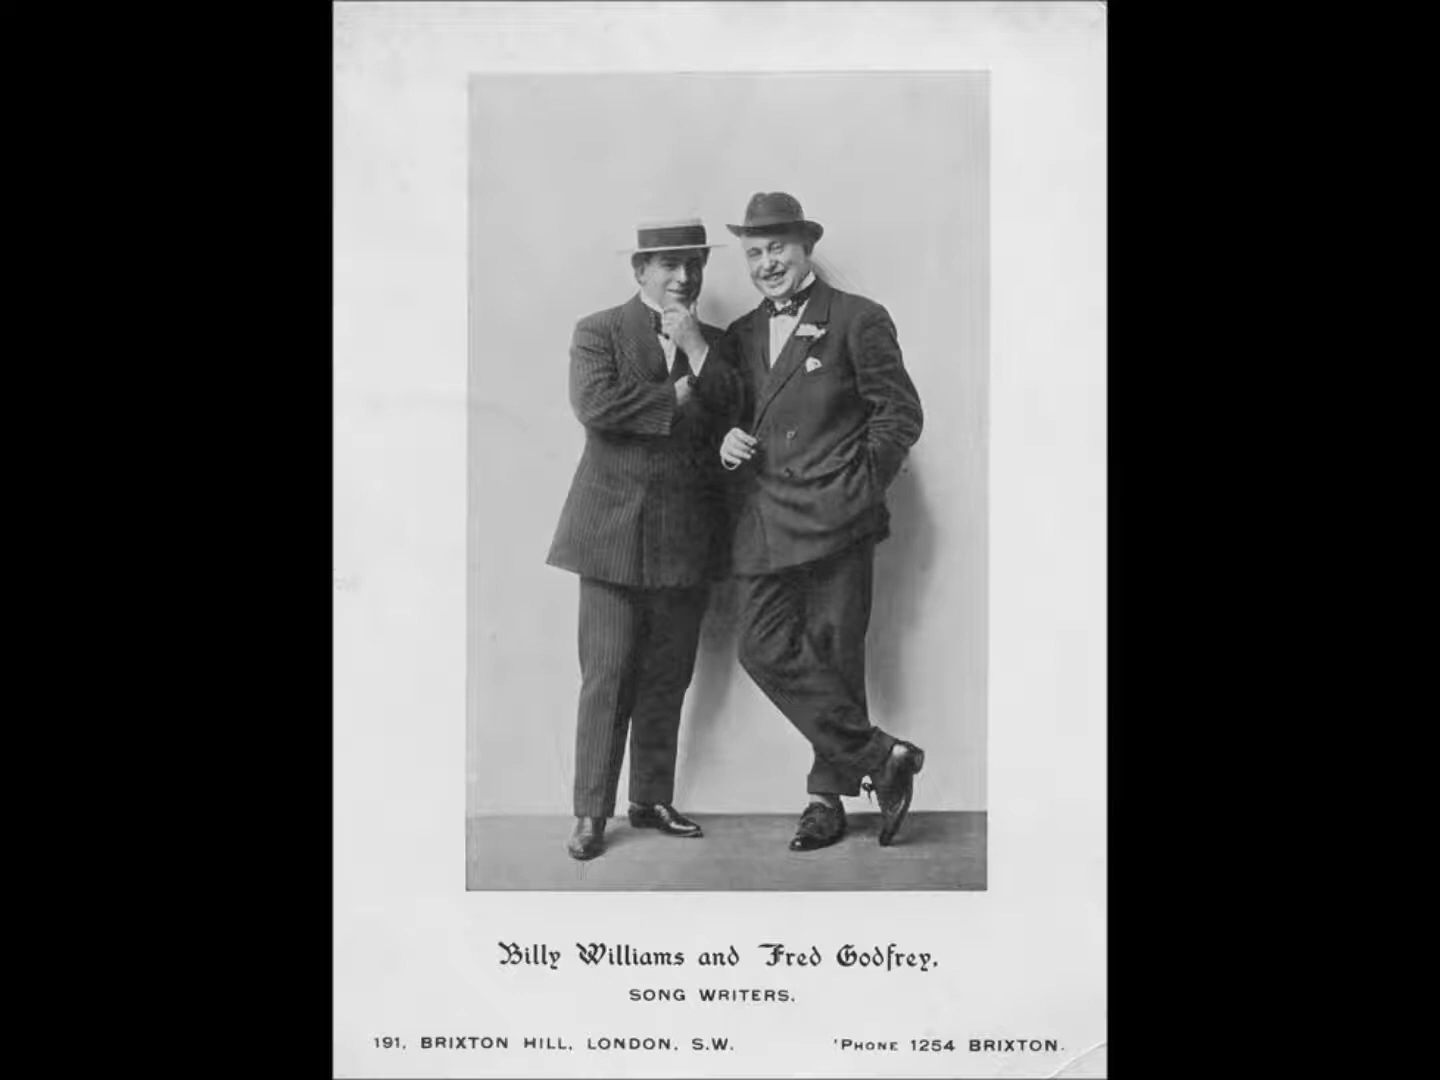 Billy Williams and Fred Godfrey.
SONG WRITERS.
191, BRIXTON HILL, LONDON, S.W. 'PHONE 1254 BRIXTON.